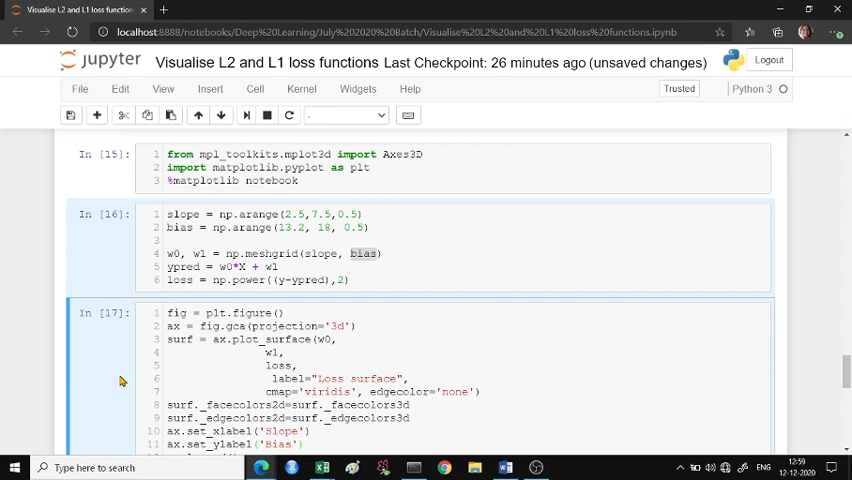 Visualise L2 and L1 loss functions
localhost:8888/notebooks/Deep%20Learning/July%202020%20Batch/Visualise%20L2%20and%20L1%20loss%20functions.ipynb
jupyter Visualise L2 and L1 loss functions Last Checkpoint: 26 minutes ago (unsaved changes) Logout
File Edit View Insert Cell Kernel Widgets Help Trusted Python 3
In [15]: 1 from mpl_toolkits.mplot3d import Axes3D
2 import matplotlib.pyplot as plt
3 %matplotlib notebook
In [16]: 1 slope = np.arange(2.5,7.5,0.5)
2 bias = np.arange(13.2, 18, 0.5)
3
4 w0, w1 = np.meshgrid(slope, bias)
5 ypred = w0*X + w1
6 loss = np.power((y-ypred),2)
In [17]: 1 fig = plt.figure()
2 ax = fig.gca(projection='3d')
3 surf = ax.plot_surface(w0,
4 w1,
5 loss,
6 label="Loss surface",
7 cmap='viridis', edgecolor='none')
8 surf._facecolors2d=surf._facecolors3d
9 surf._edgecolors2d=surf._edgecolors3d
10 ax.set_xlabel('Slope')
11 ax.set_ylabel('Bias')
Type here to search
ENG
12:59
12-12-2020